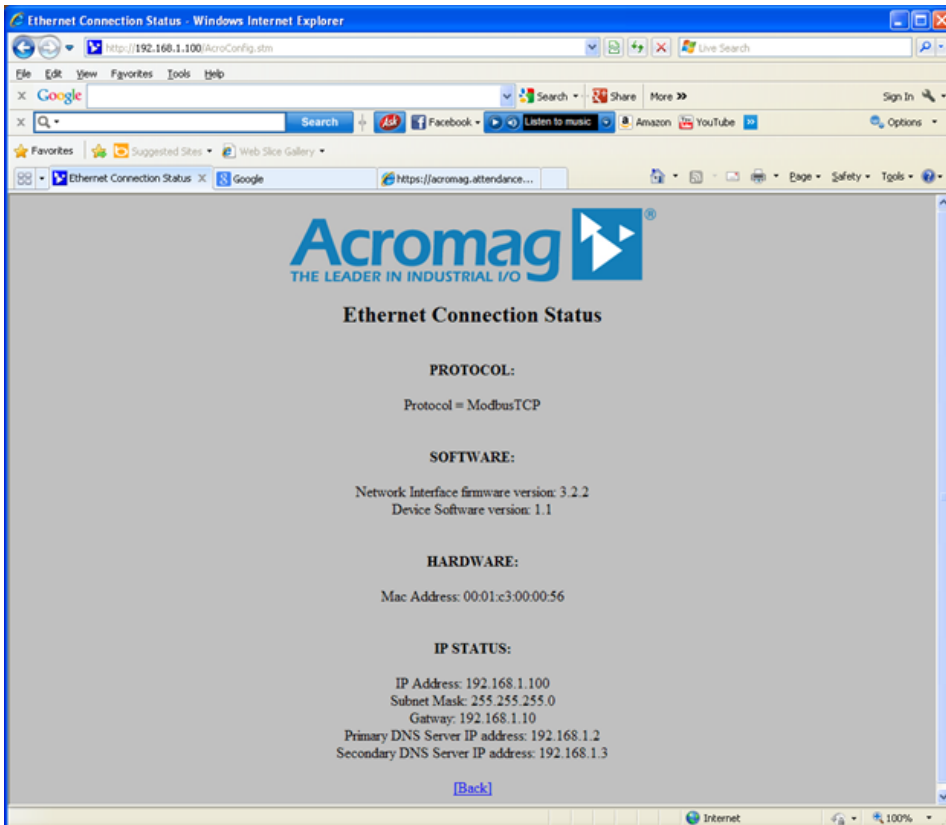 Ethernet Connection Status - Windows Internet Explorer
http://192.168.1.100/AcroConfig.stm
Live Search
File Edit View Favorites Tools Help
x Google Search Share More » Sign In
x Search Ask Facebook Listen to music Amazon YouTube Options
Favorites Suggested Sites Web Slice Gallery
Ethernet Connection Status X Google https://acromag.attendance... Page Safety Tools
Acromag ®
THE LEADER IN INDUSTRIAL I/O
Ethernet Connection Status
PROTOCOL:
Protocol = ModbusTCP
SOFTWARE:
Network Interface firmware version: 3.2.2
Device Software version: 1.1
HARDWARE:
Mac Address: 00:01:c3:00:00:56
IP STATUS:
IP Address: 192.168.1.100
Subnet Mask: 255.255.255.0
Gatway: 192.168.1.10
Primary DNS Server IP address: 192.168.1.2
Secondary DNS Server IP address: 192.168.1.3
[Back]
Internet 100%